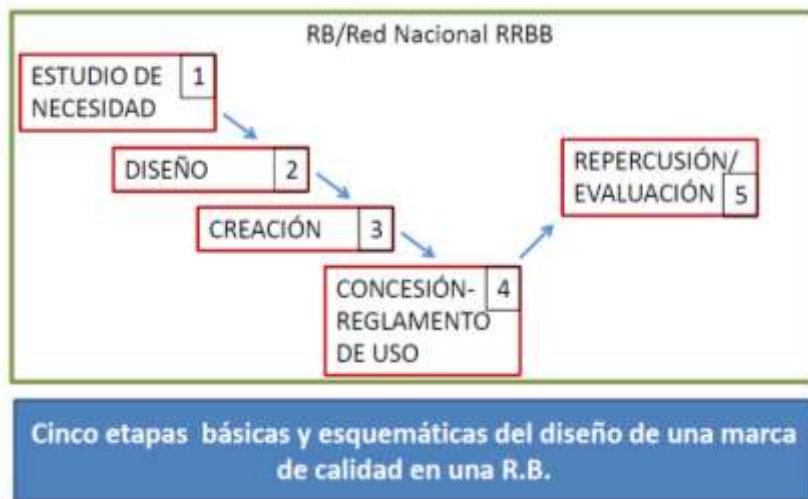 RB/Red Nacional RRBB
ESTUDIO DE 1
NECESIDAD
DISEÑO 2
CREACIÓN 3
CONCESIÓN- 4
REGLAMENTO
DE USO
REPERCUSIÓN/
EVALUACIÓN 5
Cinco etapas básicas y esquemáticas del diseño de una marca
de calidad en una R.B.